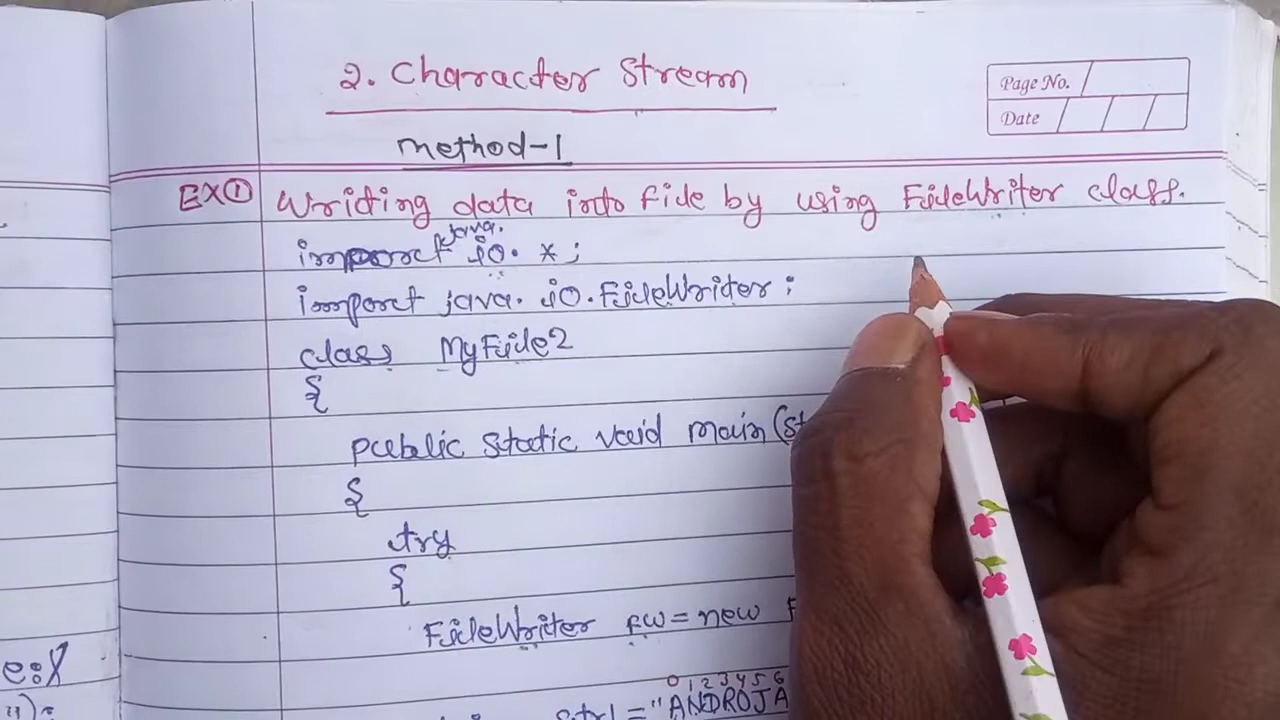 2. Character Stream
Page No.
Date
Method-1
EX① Writing data into file by using FileWriter class.
import java.io.*;
import java.io.FileWriter;
class MyFile2
{
public static void main(St
{
try
{
FileWriter fw=new F
0 1 2 3 4 5 6
str1="ANDROJA
e: